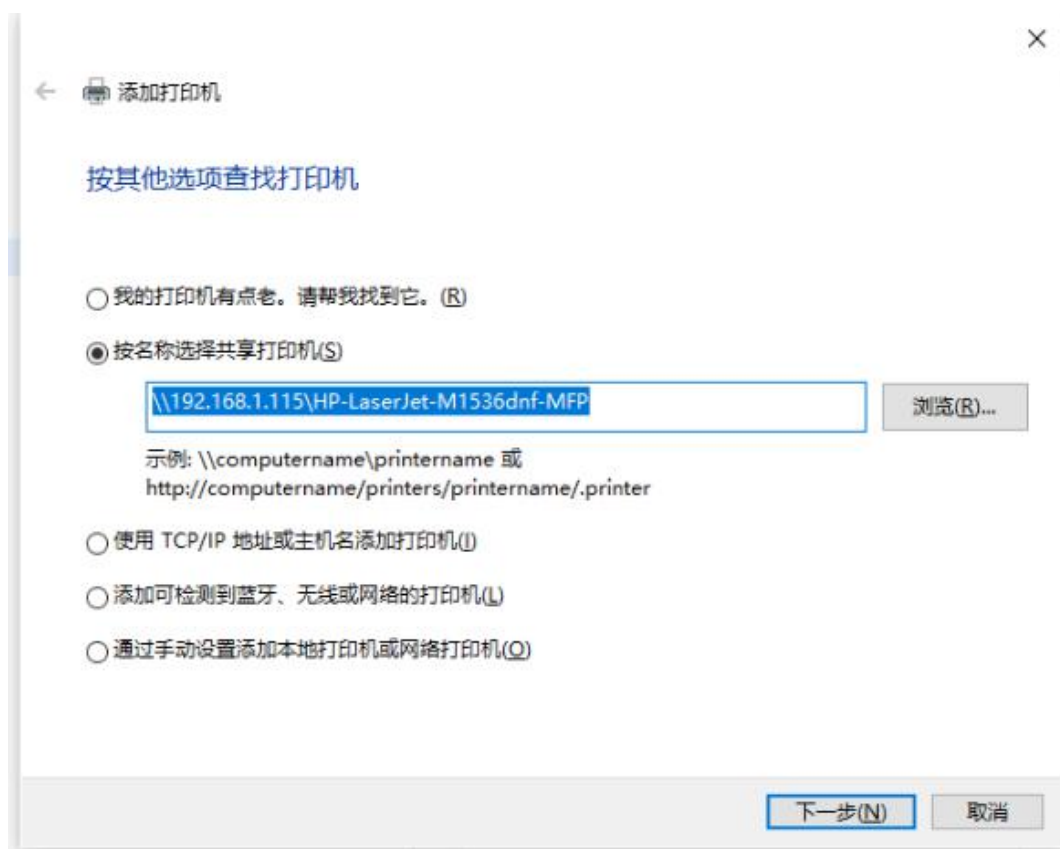 添加打印机
按其他选项查找打印机
我的打印机有点老。请帮我找到它。(R)
按名称选择共享打印机(S)
\\192.168.1.115\HP-LaserJet-M1536dnf-MFP
浏览(R)...
示例: \\computername\printername 或
http://computername/printers/printername/.printer
使用 TCP/IP 地址或主机名添加打印机(I)
添加可检测到蓝牙、无线或网络的打印机(L)
通过手动设置添加本地打印机或网络打印机(O)
下一步(N)
取消